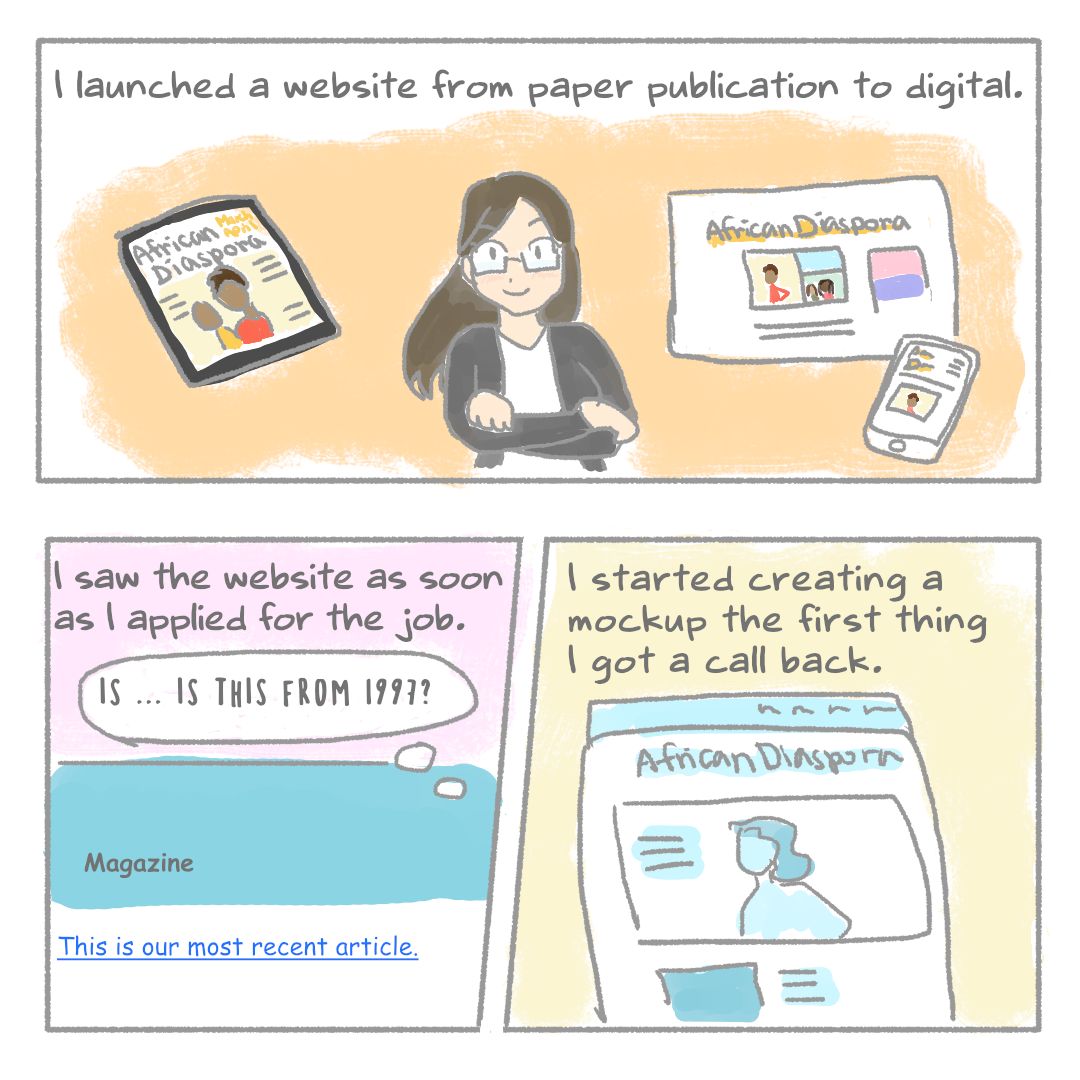 I launched a website from paper publication to digital.
African
Diaspora
March
April
AfricanDiaspora
I saw the website as soon
as I applied for the job.
IS ... IS THIS FROM 1997?
Magazine
This is our most recent article.
I started creating a
mockup the first thing
I got a call back.
AfricanDiaspora